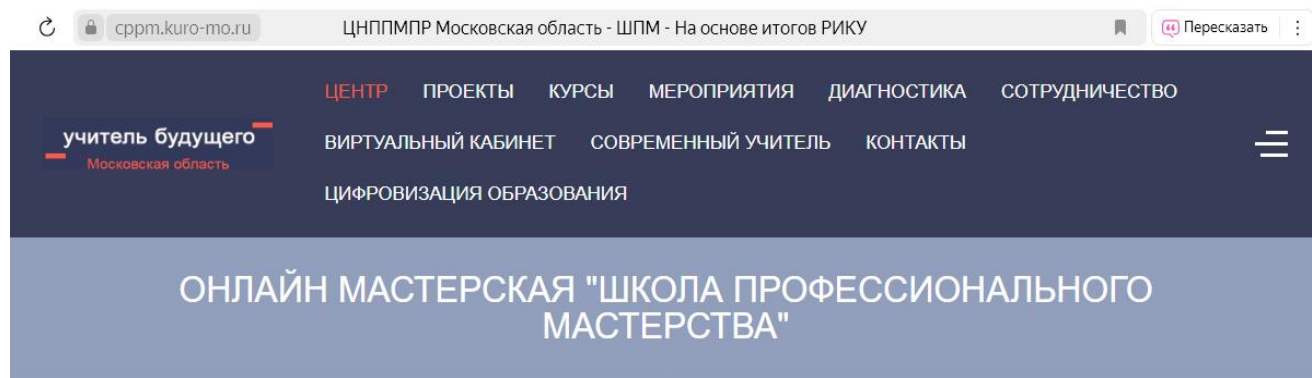 cppm.kuro-mo.ru ЦНППМПР Московская область - ШПМ - На основе итогов РИКУ Пересказать
ЦЕНТР ПРОЕКТЫ КУРСЫ МЕРОПРИЯТИЯ ДИАГНОСТИКА СОТРУДНИЧЕСТВО
учитель будущего
Московская область
ВИРТУАЛЬНЫЙ КАБИНЕТ СОВРЕМЕННЫЙ УЧИТЕЛЬ КОНТАКТЫ
ЦИФРОВИЗАЦИЯ ОБРАЗОВАНИЯ
ОНЛАЙН МАСТЕРСКАЯ "ШКОЛА ПРОФЕССИОНАЛЬНОГО
МАСТЕРСТВА"